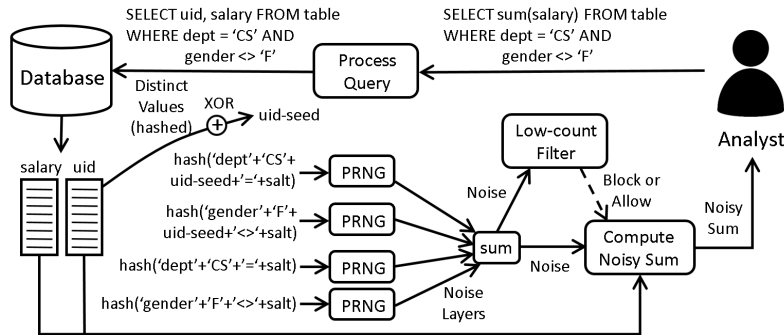 SELECT uid, salary FROM table
WHERE dept = ‘CS’ AND
gender <> ‘F’
SELECT sum(salary) FROM table
WHERE dept = ‘CS’ AND
gender <> ‘F’
Database
Process
Query
Analyst
Distinct
Values
(hashed)
XOR
+
uid-seed
salary
uid
hash(‘dept’+‘CS’+
uid-seed+’=‘+salt)
PRNG
hash(‘gender’+‘F’+
uid-seed+’<>‘+salt)
PRNG
hash(‘dept’+‘CS’+’=‘+salt)
PRNG
hash(‘gender’+‘F’+’<>‘+salt)
PRNG
Noise
Layers
sum
Noise
Low-count
Filter
Block or
Allow
Noise
Compute
Noisy Sum
Noisy
Sum